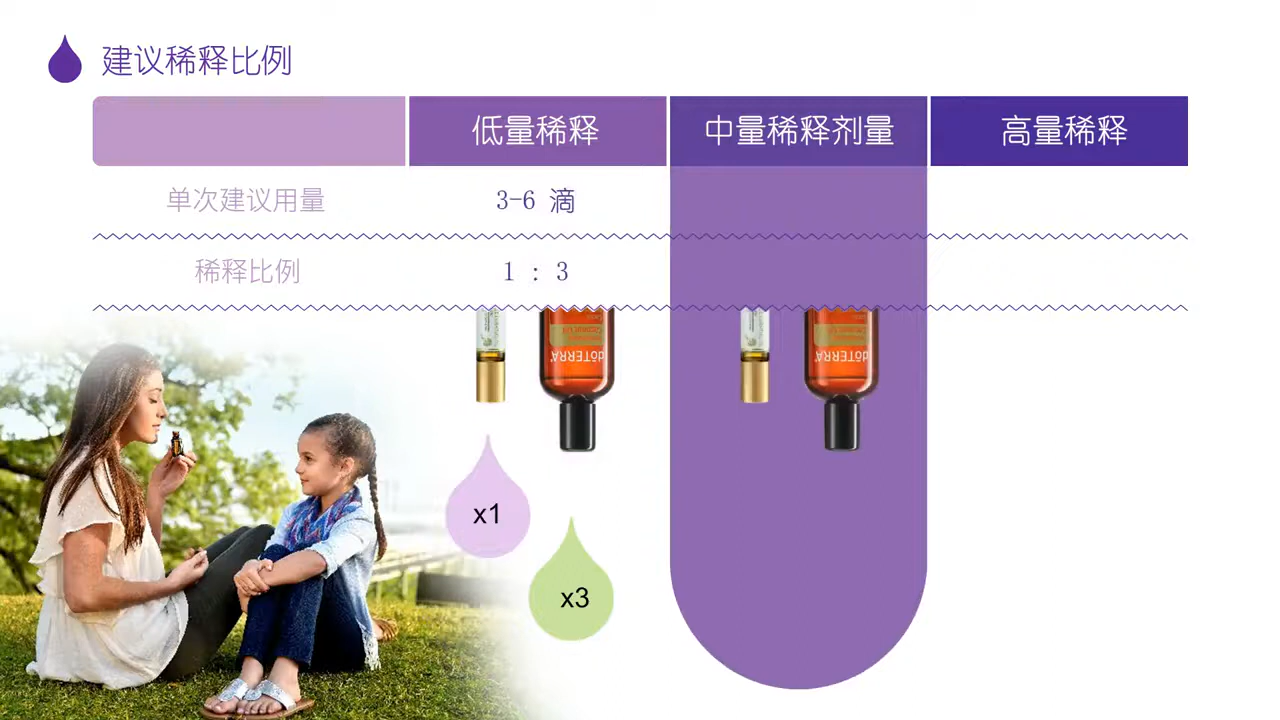 建议稀释比例
低量稀释 中量稀释剂量 高量稀释
单次建议用量 3-6 滴
稀释比例 1 : 3
dōTERRA
dōTERRA
x1
x3